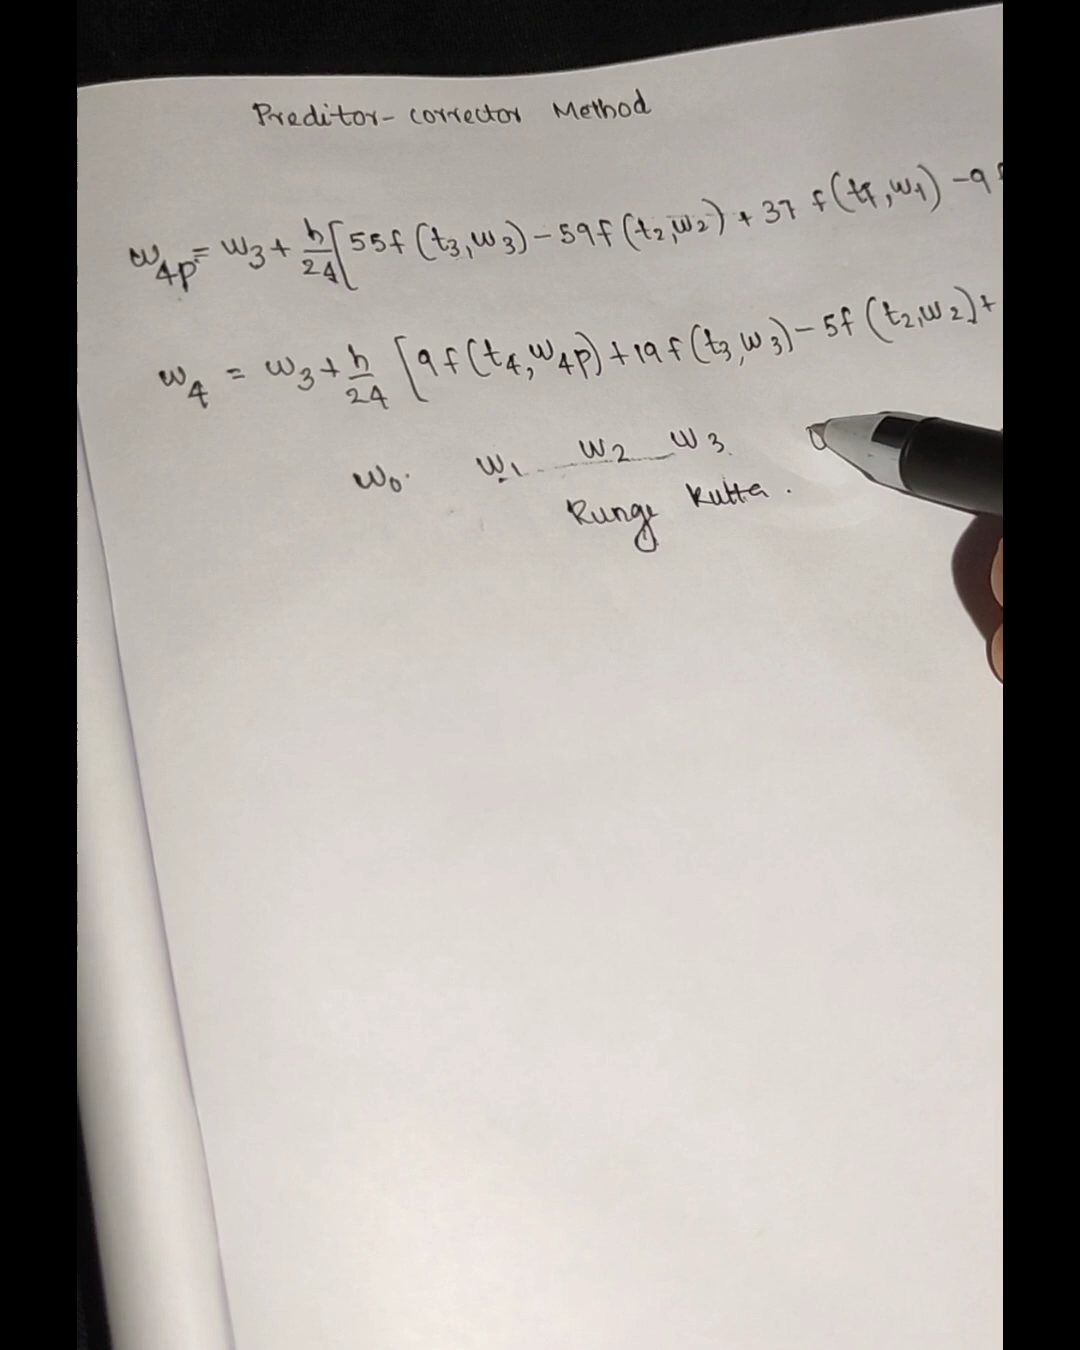 Preditor- corrector Method
w4p = w3 + h/24 [55f (t3,w3) - 59f (t2,w2) + 37 f(t1,w1) -9
w4 = w3 + h/24 [9f(t4,w4p) + 19f(t3,w3) - 5f (t2,w2)+
w0. w1 w2 w3.
Runge Kutta.